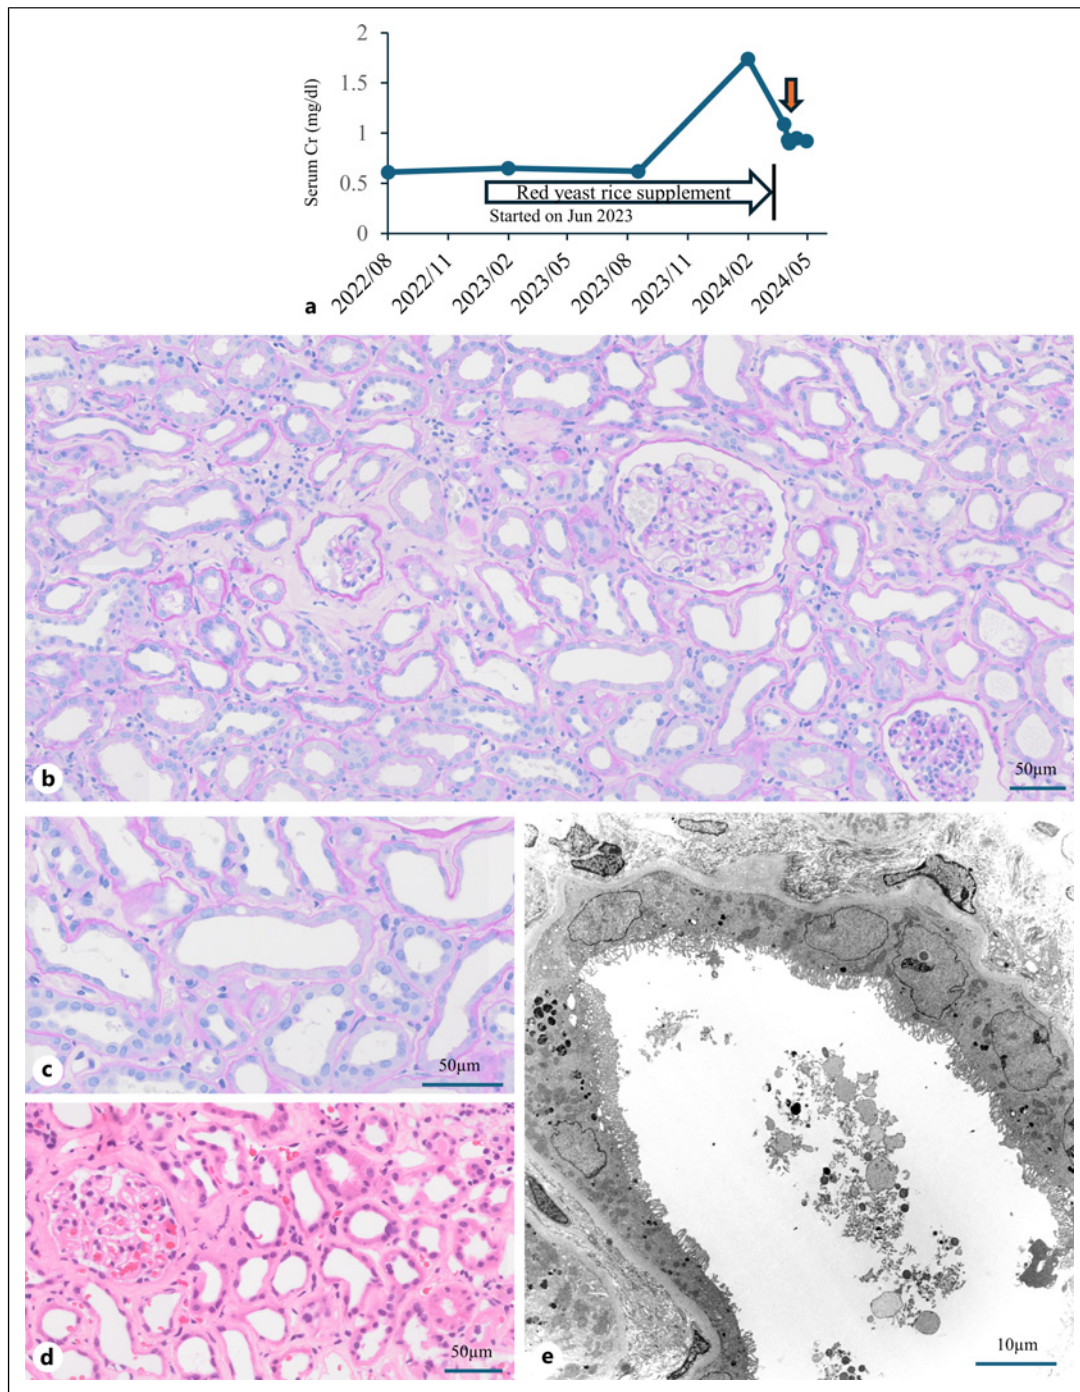 2
1.5
1
0.5
0
Serum Cr (mg/dl)
Red yeast rice supplement
Started on Jun 2023
2022/08
2022/11
2023/02
2023/05
2023/08
2023/11
2024/02
2024/05
a
b
50µm
c
50µm
d
50µm
e
10µm